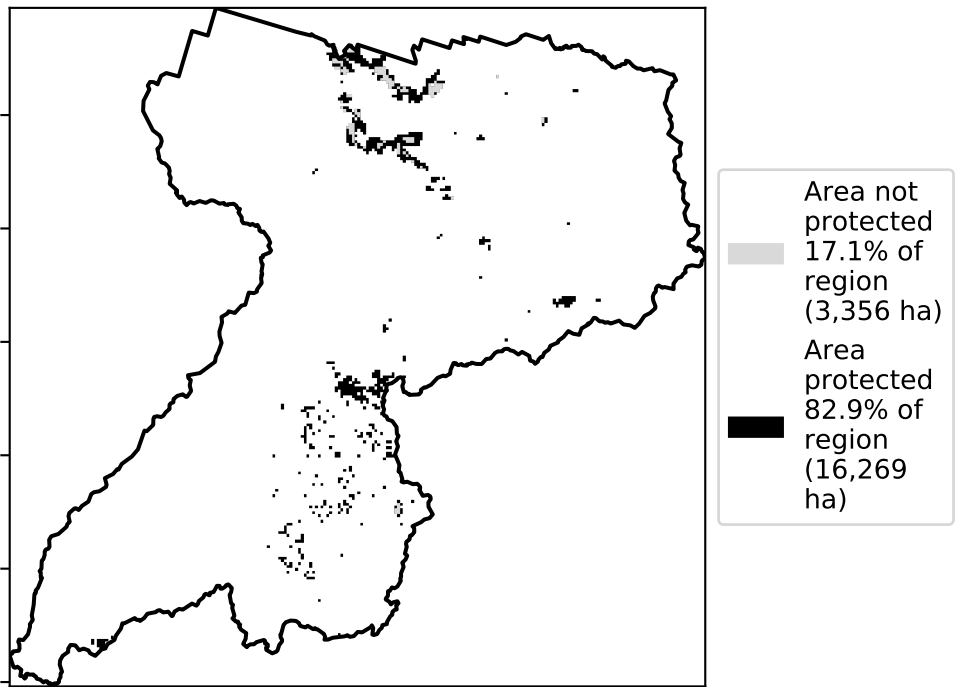 Area not
protected
17.1% of
region
(3,356 ha)
Area
protected
82.9% of
region
(16,269
ha)